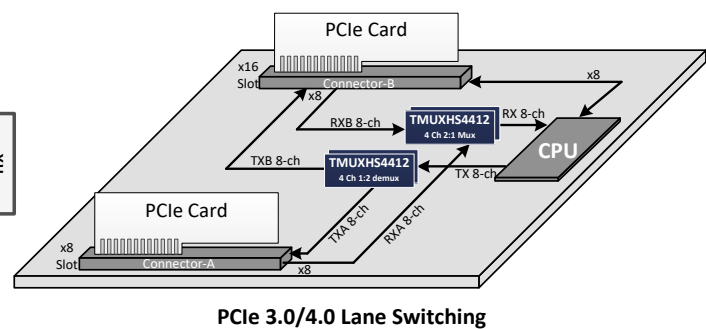 PCIe Card
x16
Slot
Connector-B
x8
x8
RXB 8-ch
TMUXHS4412
4 Ch 2:1 Mux
RX 8-ch
CPU
TXB 8-ch
TMUXHS4412
4 Ch 1:2 demux
TX 8-ch
PCIe Card
TXA 8-ch
RXA 8-ch
x8
Slot
Connector-A
x8
PCIe 3.0/4.0 Lane Switching